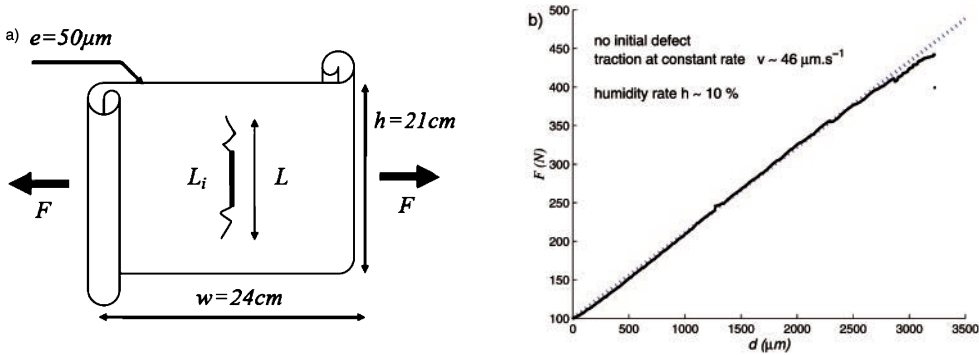 a)
e=50μm
h=21cm
Li
L
F
F
w=24cm
b)
500
450
400
350
300
250
200
150
100
F (N)
no initial defect
traction at constant rate v ~ 46 μm.s⁻¹
humidity rate h ~ 10 %
0 500 1000 1500 2000 2500 3000 3500
d (μm)